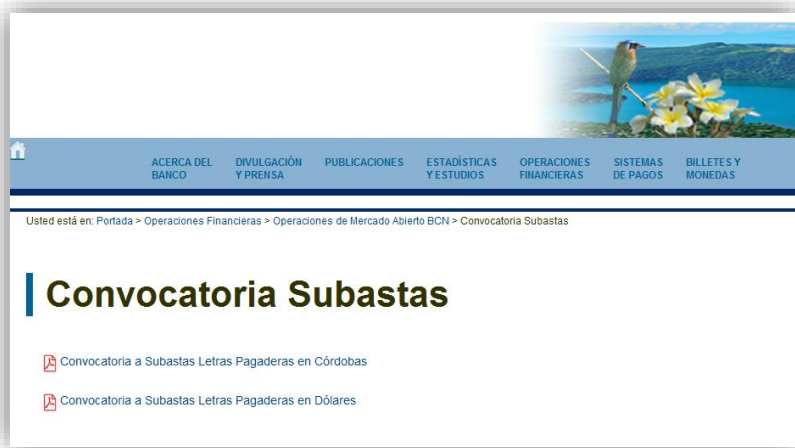 ACERCA DEL BANCO
DIVULGACIÓN Y PRENSA
PUBLICACIONES
ESTADÌSTICAS Y ESTUDIOS
OPERACIONES FINANCIERAS
SISTEMAS DE PAGOS
BILLETES Y MONEDAS
Usted está en: Portada > Operaciones Financieras > Operaciones de Mercado Abierto BCN > Convocatoria Subastas
Convocatoria Subastas
Convocatoria a Subastas Letras Pagaderas en Córdobas
Convocatoria a Subastas Letras Pagaderas en Dólares